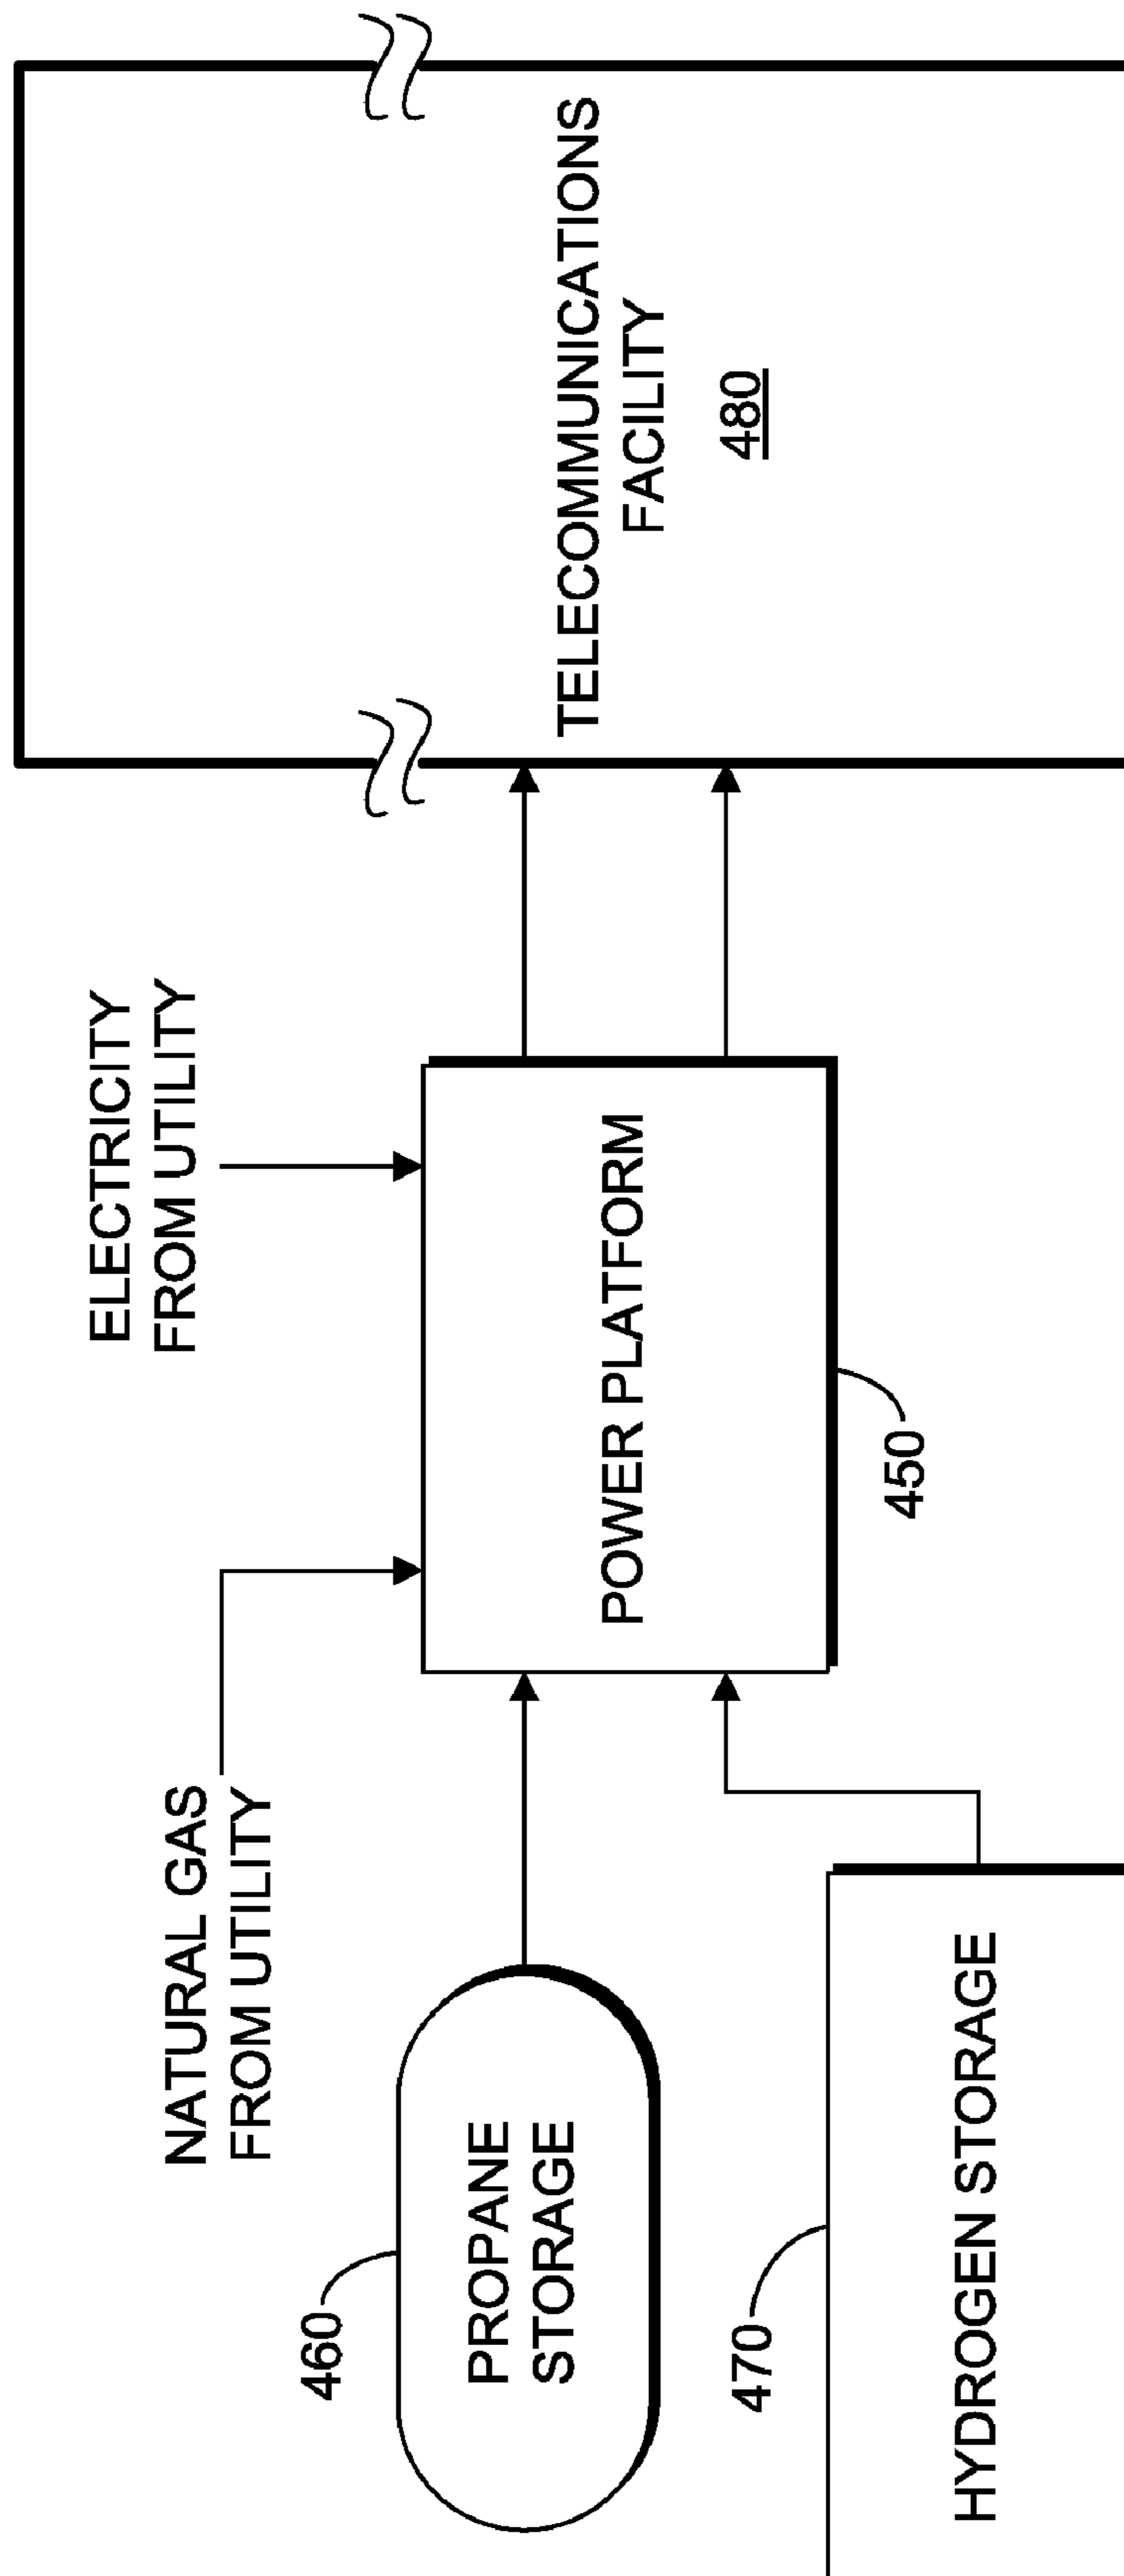 NATURAL GAS
FROM UTILITY
ELECTRICITY
FROM UTILITY
460
PROPANE
STORAGE
POWER PLATFORM
450
TELECOMMUNICATIONS
FACILITY
480
470
HYDROGEN STORAGE